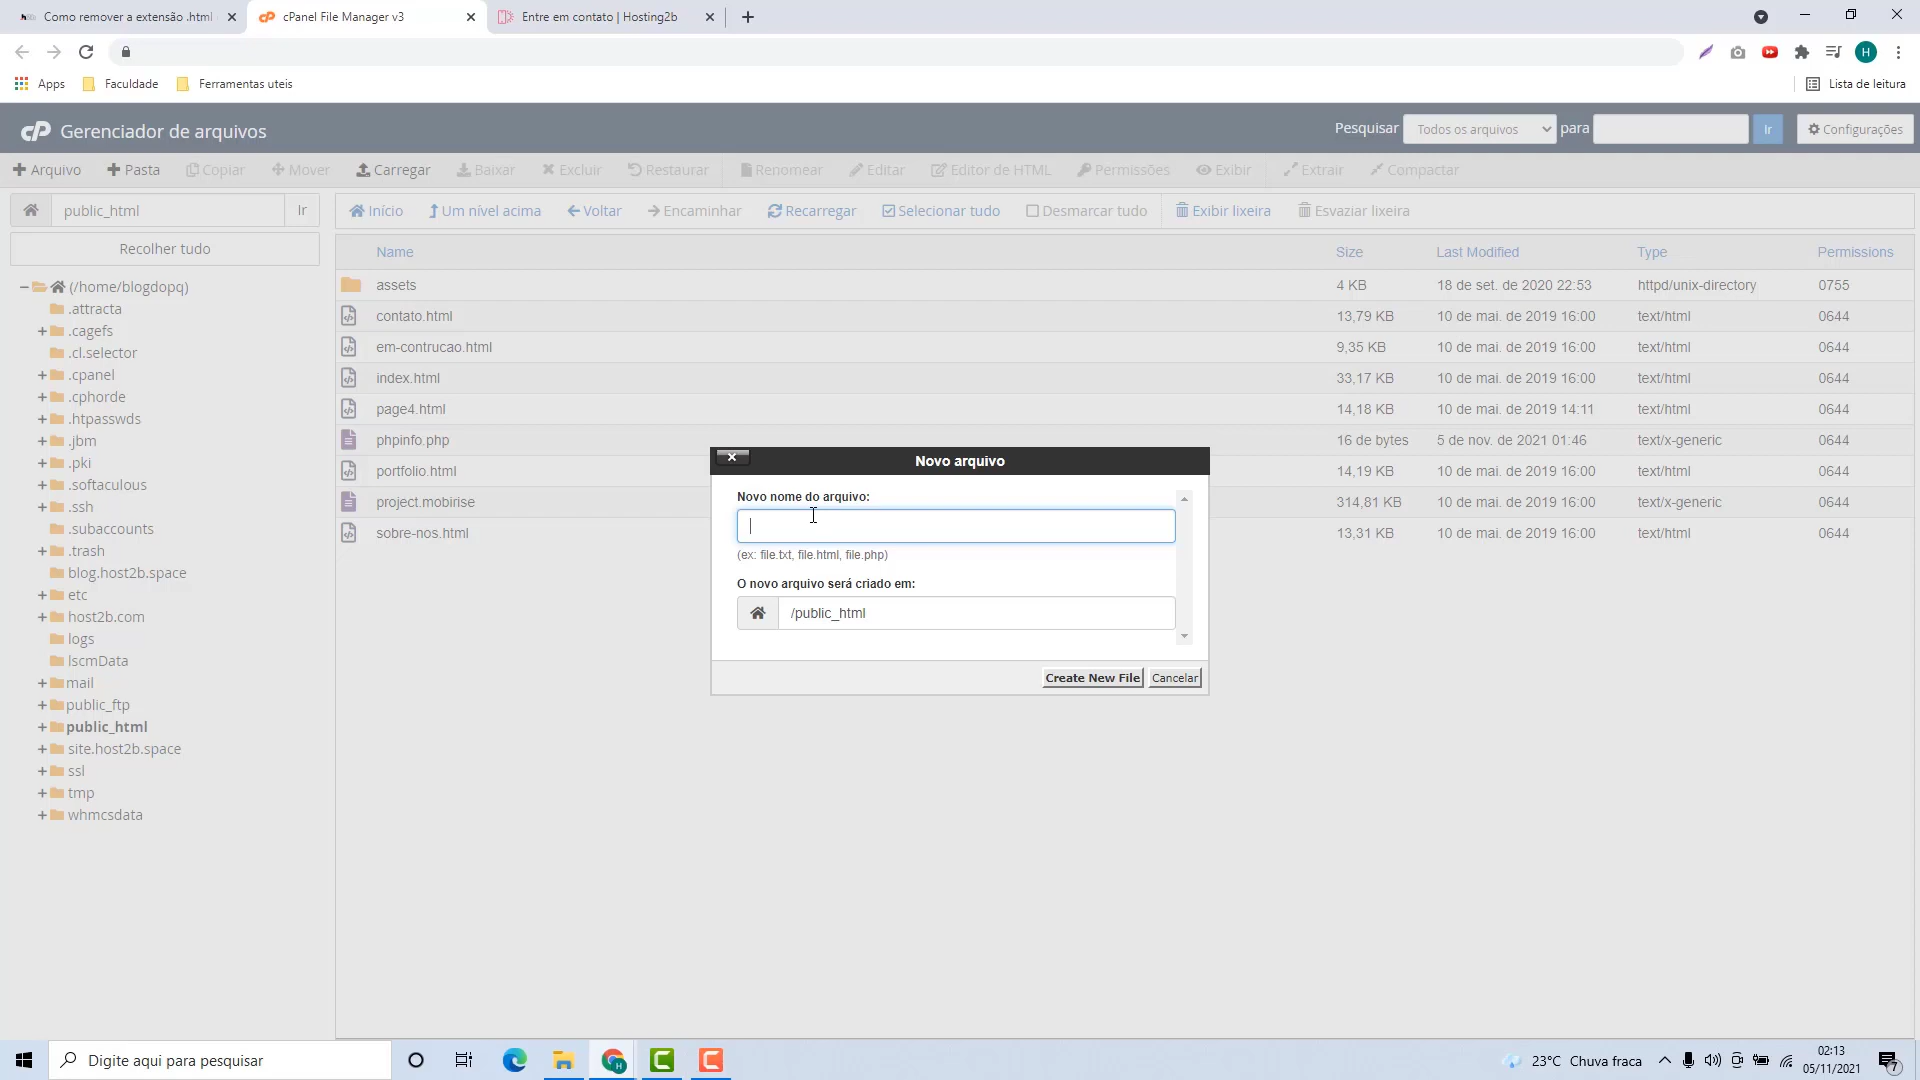 Como remover a extensão .html
cPanel File Manager v3
Entre em contato | Hosting2b
Apps
Faculdade
Ferramentas uteis
Lista de leitura
cP Gerenciador de arquivos
Pesquisar Todos os arquivos para Ir Configurações
Arquivo Pasta Copiar Mover Carregar Baixar Excluir Restaurar Renomear Editar Editor de HTML Permissões Exibir Extrair Compactar
public_html Ir
Início Um nível acima Voltar Encaminhar Recarregar Selecionar tudo Desmarcar tudo Exibir lixeira Esvaziar lixeira
Recolher tudo
(/home/blogdopq)
.attracta
.cagefs
.cl.selector
.cpanel
.cphorde
.htpasswds
.jbm
.pki
.softaculous
.ssh
.subaccounts
.trash
blog.host2b.space
etc
host2b.com
logs
lscmData
mail
public_ftp
public_html
site.host2b.space
ssl
tmp
whmcsdata
Name Size Last Modified Type Permissions
assets 4 KB 18 de set. de 2020 22:53 httpd/unix-directory 0755
contato.html 13,79 KB 10 de mai. de 2019 16:00 text/html 0644
em-contrucao.html 9,35 KB 10 de mai. de 2019 16:00 text/html 0644
index.html 33,17 KB 10 de mai. de 2019 16:00 text/html 0644
page4.html 14,18 KB 10 de mai. de 2019 14:11 text/html 0644
phpinfo.php 16 de bytes 5 de nov. de 2021 01:46 text/x-generic 0644
portfolio.html 14,19 KB 10 de mai. de 2019 16:00 text/html 0644
project.mobirise 314,81 KB 10 de mai. de 2019 16:00 text/x-generic 0644
sobre-nos.html 13,31 KB 10 de mai. de 2019 16:00 text/html 0644
Novo arquivo
Novo nome do arquivo:
(ex: file.txt, file.html, file.php)
O novo arquivo será criado em:
/public_html
Create New File Cancelar
Digite aqui para pesquisar
H
23°C Chuva fraca
02:13
05/11/2021
7